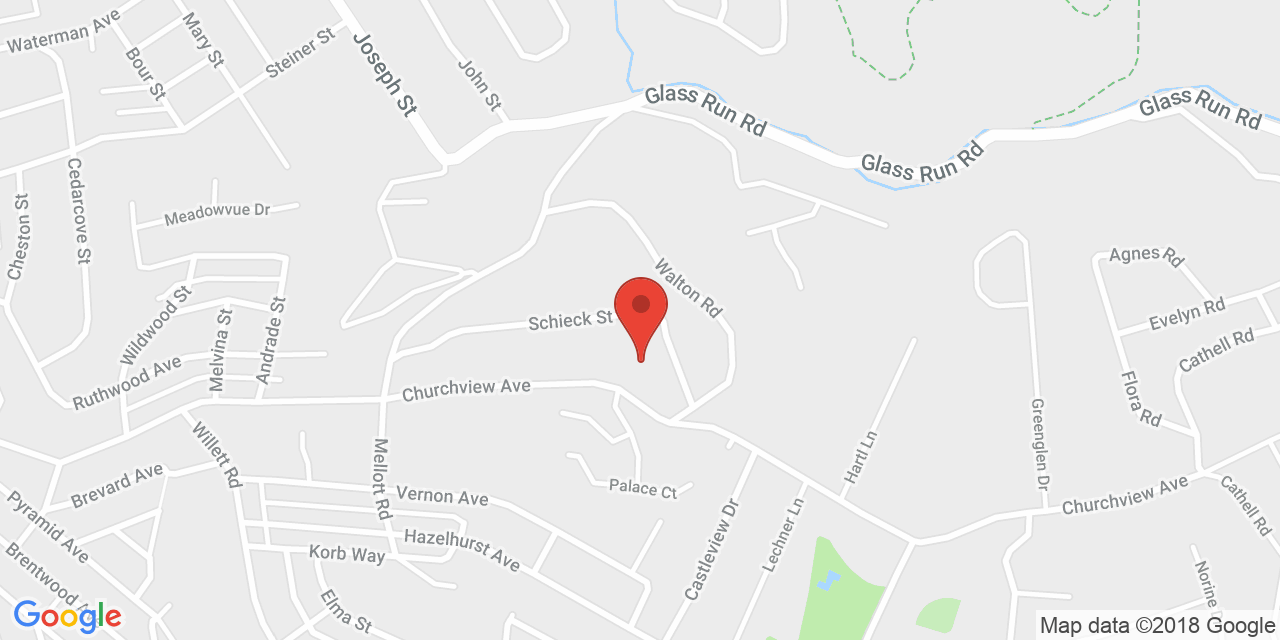 Waterman Ave
Mary St
Bour St
Steiner St
Joseph St
John St
Glass Run Rd
Glass Run Rd
Glass Run Rd
Cedarcove St
Cheston St
Meadowvue Dr
Wildwood St
Melvina St
Andrade St
Ruthwood Ave
Walton Rd
Schieck St
Churchview Ave
Agnes Rd
Evelyn Rd
Cathell Rd
Flora Rd
Greenglen Dr
Hartl Ln
Willett Rd
Mellott Rd
Brevard Ave
Vernon Ave
Palace Ct
Castleview Dr
Lechner Ln
Churchview Ave
Cathell Rd
Pyramid Ave
Brentwood
Hazelhurst Ave
Korb Way
Elma St
Norine
Google
Map data ©2018 Google